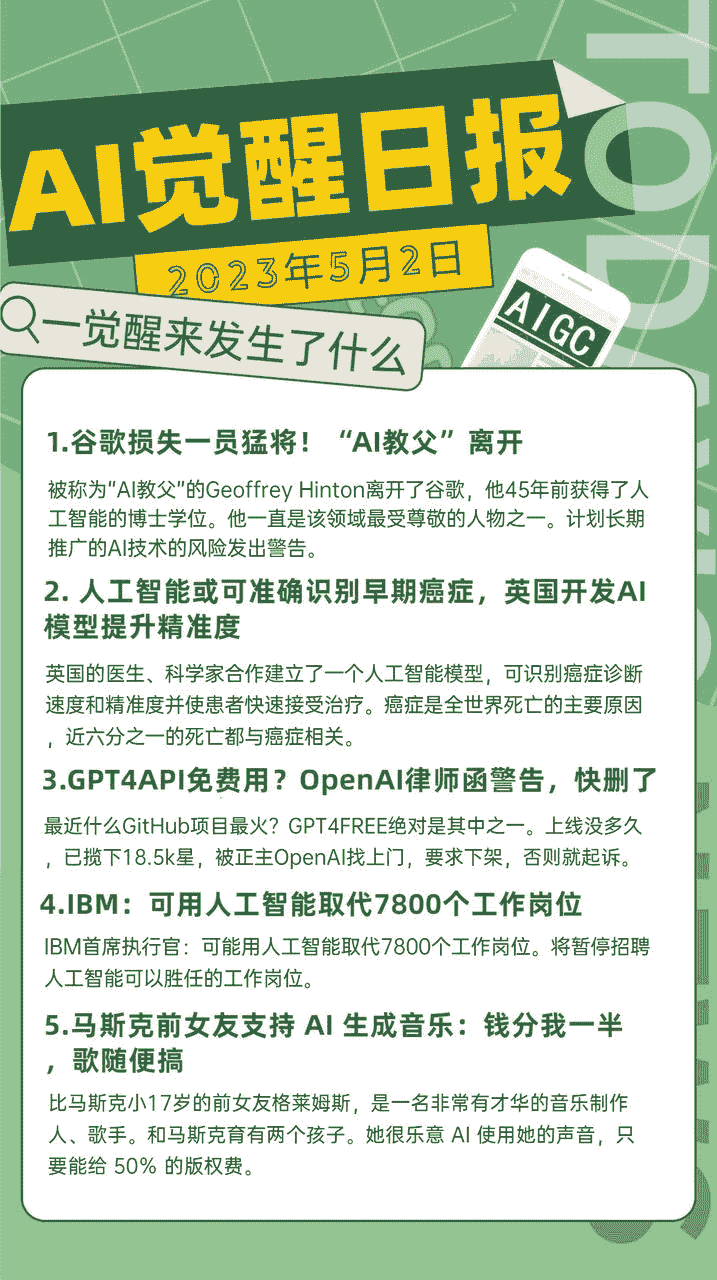 AI觉醒日报
2023年5月2日
一觉醒来发生了什么
AIGC
1.谷歌损失一员猛将！“AI教父”离开
被称为“AI教父”的Geoffrey Hinton离开了谷歌，他45年前获得了人
工智能的博士学位。他一直是该领域最受尊敬的人物之一。计划长期
推广的AI技术的风险发出警告。
2. 人工智能或可准确识别早期癌症，英国开发AI
模型提升精准度
英国的医生、科学家合作建立了一个人工智能模型，可识别癌症诊断
速度和精准度并使患者快速接受治疗。癌症是全世界死亡的主要原因
，近六分之一的死亡都与癌症相关。
3.GPT4API免费用？OpenAI律师函警告，快删了
最近什么GitHub项目最火？GPT4FREE绝对是其中之一。上线没多久
，已揽下18.5k星，被正主OpenAI找上门，要求下架，否则就起诉。
4.IBM：可用人工智能取代7800个工作岗位
IBM首席执行官：可能用人工智能取代7800个工作岗位。将暂停招聘
人工智能可以胜任的工作岗位。
5.马斯克前女友支持 AI 生成音乐：钱分我一半
，歌随便搞
比马斯克小17岁的前女友格莱姆斯，是一名非常有才华的音乐制作
人、歌手。和马斯克育有两个孩子。她很乐意 AI 使用她的声音，只
要能给 50% 的版权费。